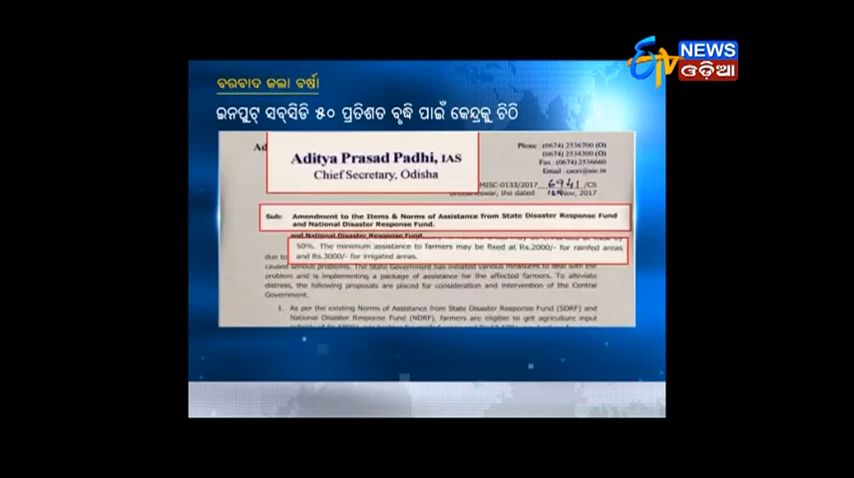 ETV NEWS
ଓଡ଼ିଆ
ବରବାଦ କଲା ବର୍ଷା
ଇନପୁଟ୍ ସବ୍‌ସିଡି ୫୦ ପ୍ରତିଶତ ବୃଦ୍ଧି ପାଇଁ କେନ୍ଦ୍ରକୁ ଚିଠି
Ad
Aditya Prasad Padhi, IAS
Chief Secretary, Odisha
Phone : (0674) 2536700 (O)
(0674) 2534300 (O)
Fax : (0674) 2536660
Email : csori@nic.in
MISC-0133/2017 6941 /CS
the dated Nov, 2017
Sub: Amendment to the Items & Norms of Assistance from State Disaster Response Fund
and National Disaster Response Fund.
and National Disaster Response Fund.
50%. The minimum assistance to farmers may be fixed at Rs.2000/- for rainfed areas
due to
and Rs.3000/- for irrigated areas.
caused serious problems. The State Government has initiated various measures to deal with the
problem and is implementing a package of assistance for the affected farmers. To alleviate
distress, the following proposals are placed for consideration and intervention of the Central
Government.
1. As per the existing Norms of Assistance from State Disaster Response Fund (SDRF) and
National Disaster Response Fund (NDRF), farmers are eligible to get agriculture input